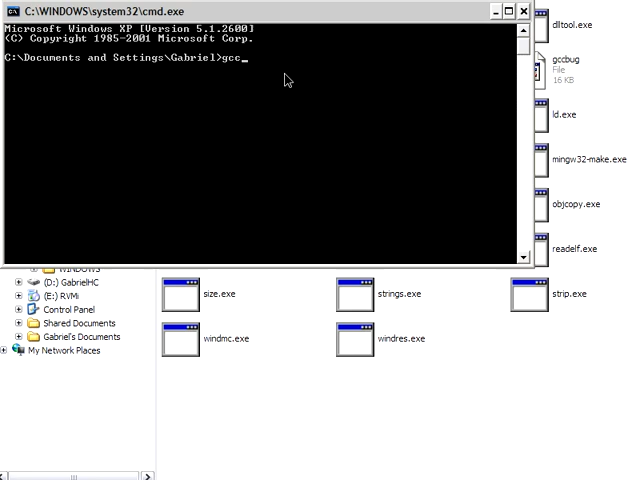 C:\WINDOWS\system32\cmd.exe
Microsoft Windows XP [Version 5.1.2600]
(C) Copyright 1985-2001 Microsoft Corp.
C:\Documents and Settings\Gabriel>gcc_
dlltool.exe
gccbug
File
16 KB
ld.exe
mingw32-make.exe
objcopy.exe
readelf.exe
WINDOWS
(D:) GabrielHC
(E:) RVMi
Control Panel
Shared Documents
Gabriel's Documents
My Network Places
size.exe
strings.exe
strip.exe
windmc.exe
windres.exe